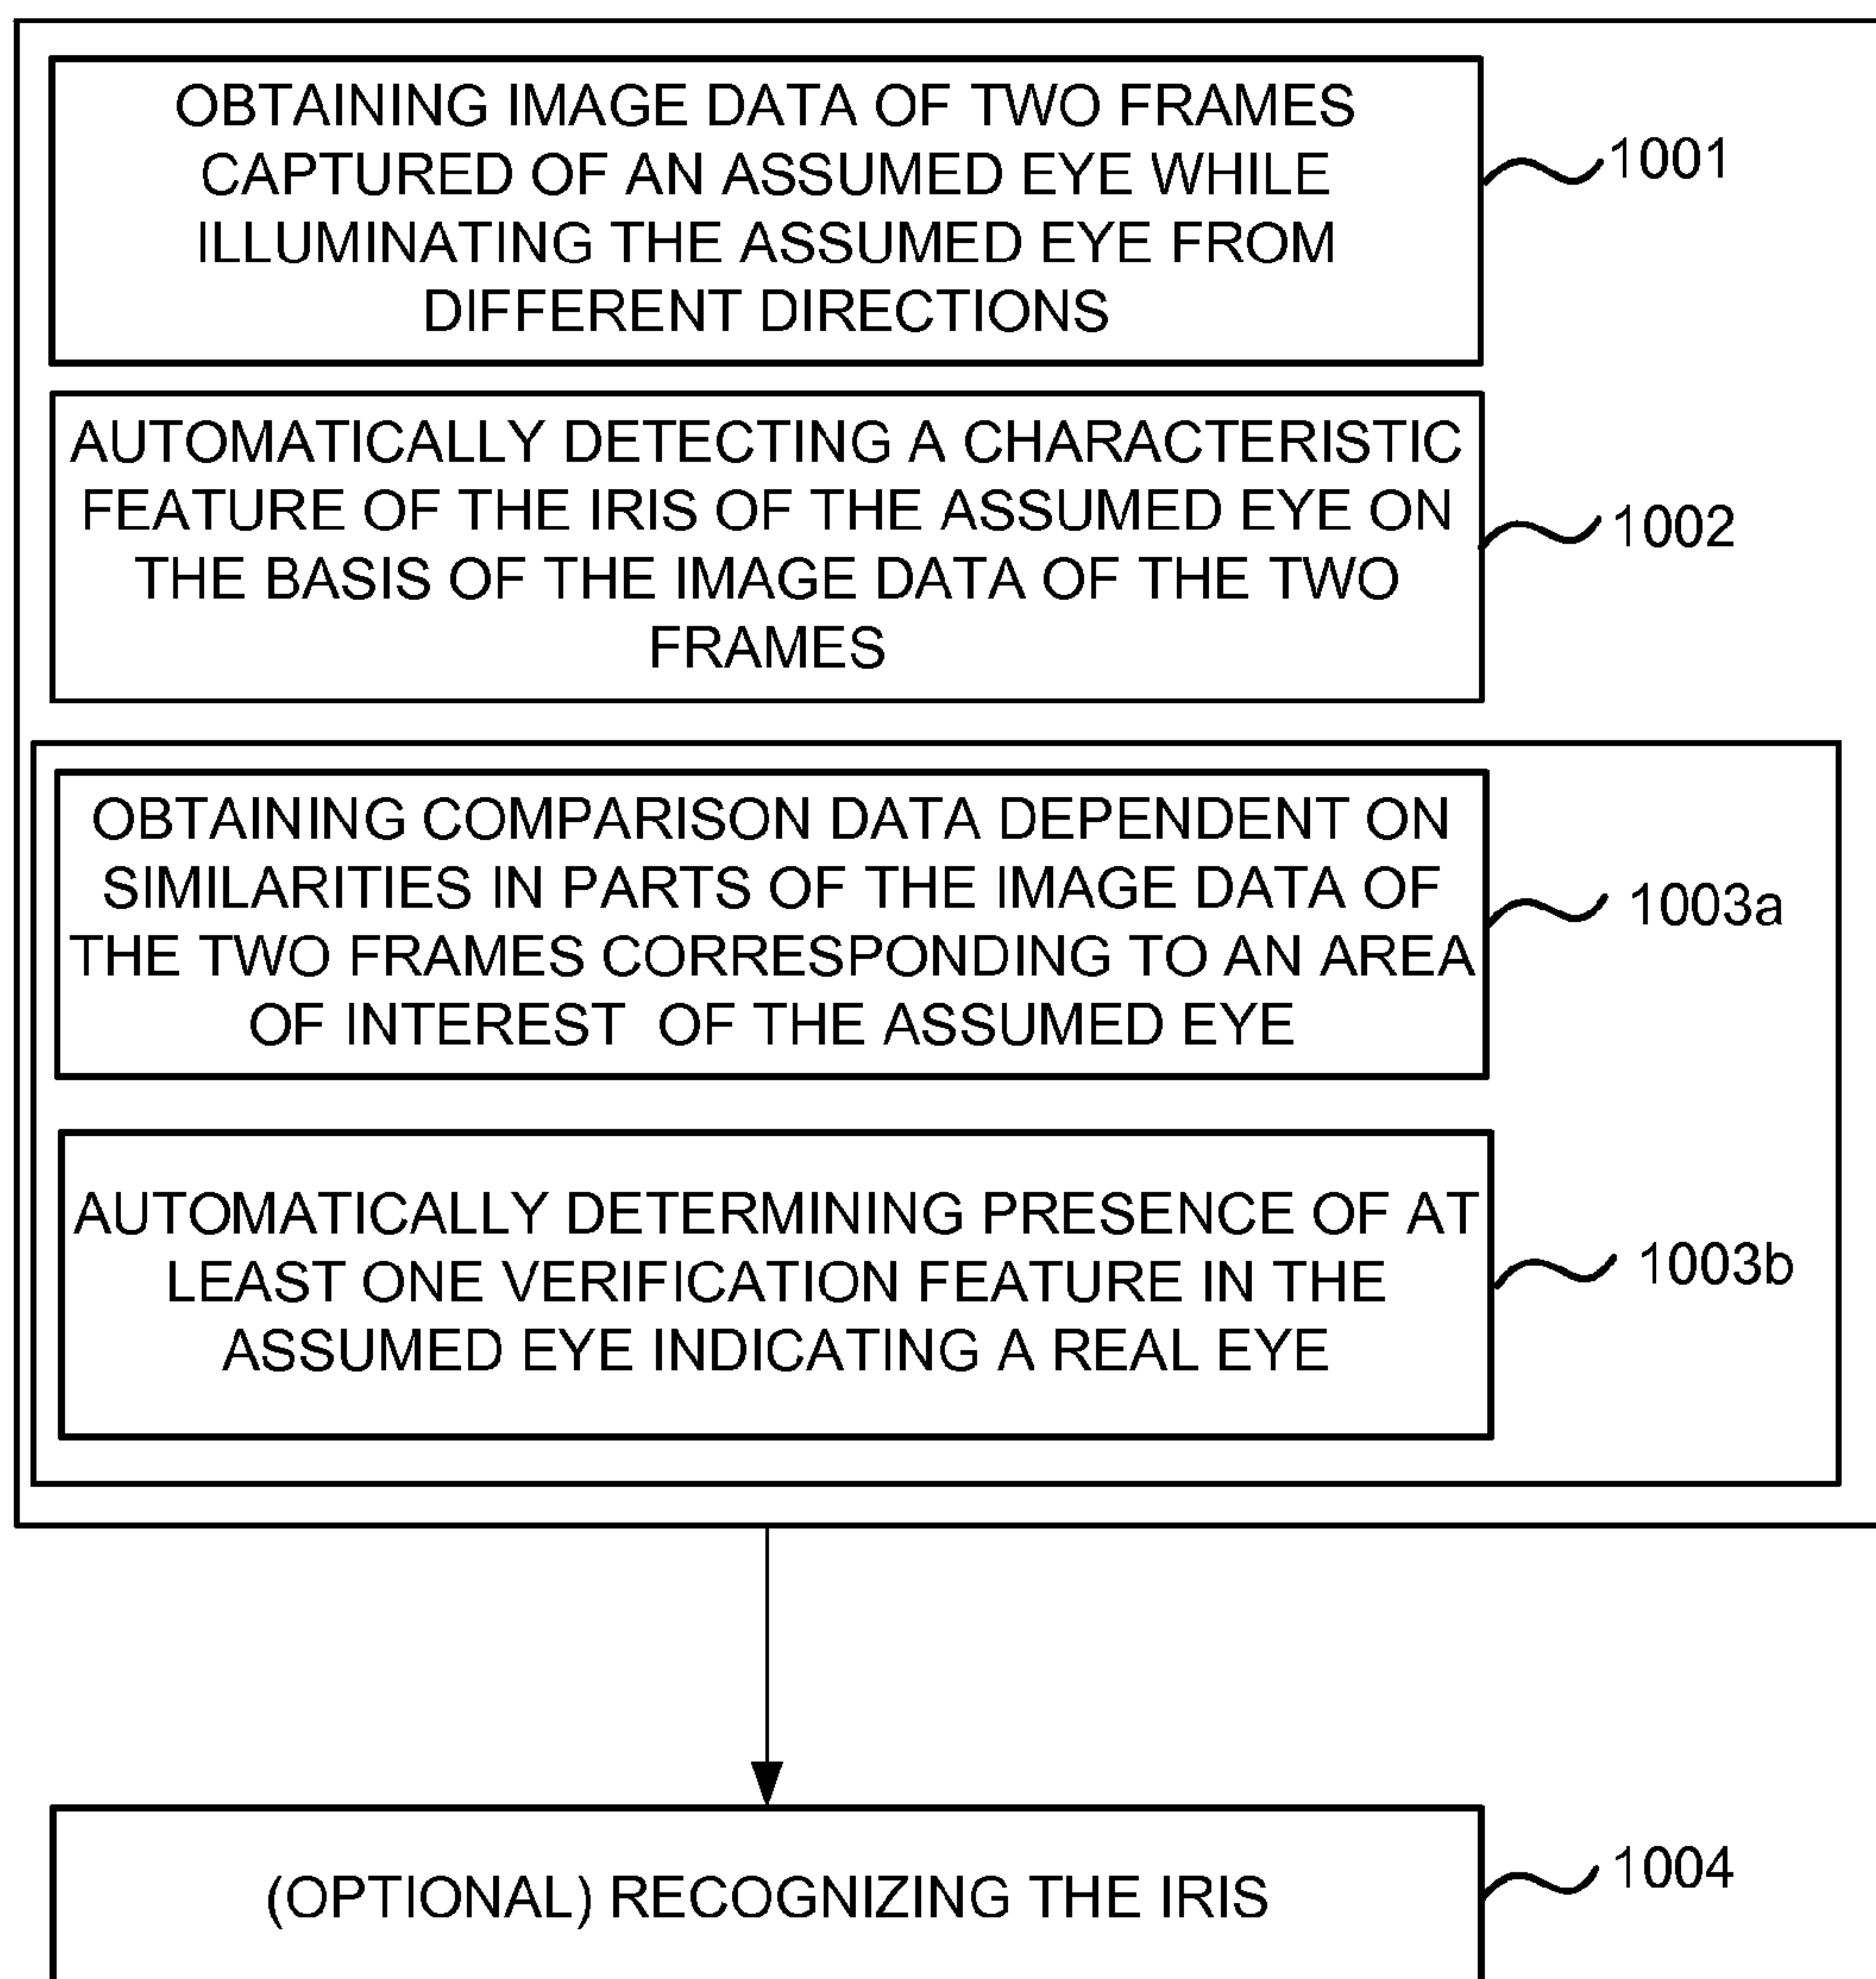 OBTAINING IMAGE DATA OF TWO FRAMES
CAPTURED OF AN ASSUMED EYE WHILE
ILLUMINATING THE ASSUMED EYE FROM
DIFFERENT DIRECTIONS
1001
AUTOMATICALLY DETECTING A CHARACTERISTIC
FEATURE OF THE IRIS OF THE ASSUMED EYE ON
THE BASIS OF THE IMAGE DATA OF THE TWO
FRAMES
1002
OBTAINING COMPARISON DATA DEPENDENT ON
SIMILARITIES IN PARTS OF THE IMAGE DATA OF
THE TWO FRAMES CORRESPONDING TO AN AREA
OF INTEREST OF THE ASSUMED EYE
1003a
AUTOMATICALLY DETERMINING PRESENCE OF AT
LEAST ONE VERIFICATION FEATURE IN THE
ASSUMED EYE INDICATING A REAL EYE
1003b
(OPTIONAL) RECOGNIZING THE IRIS
1004